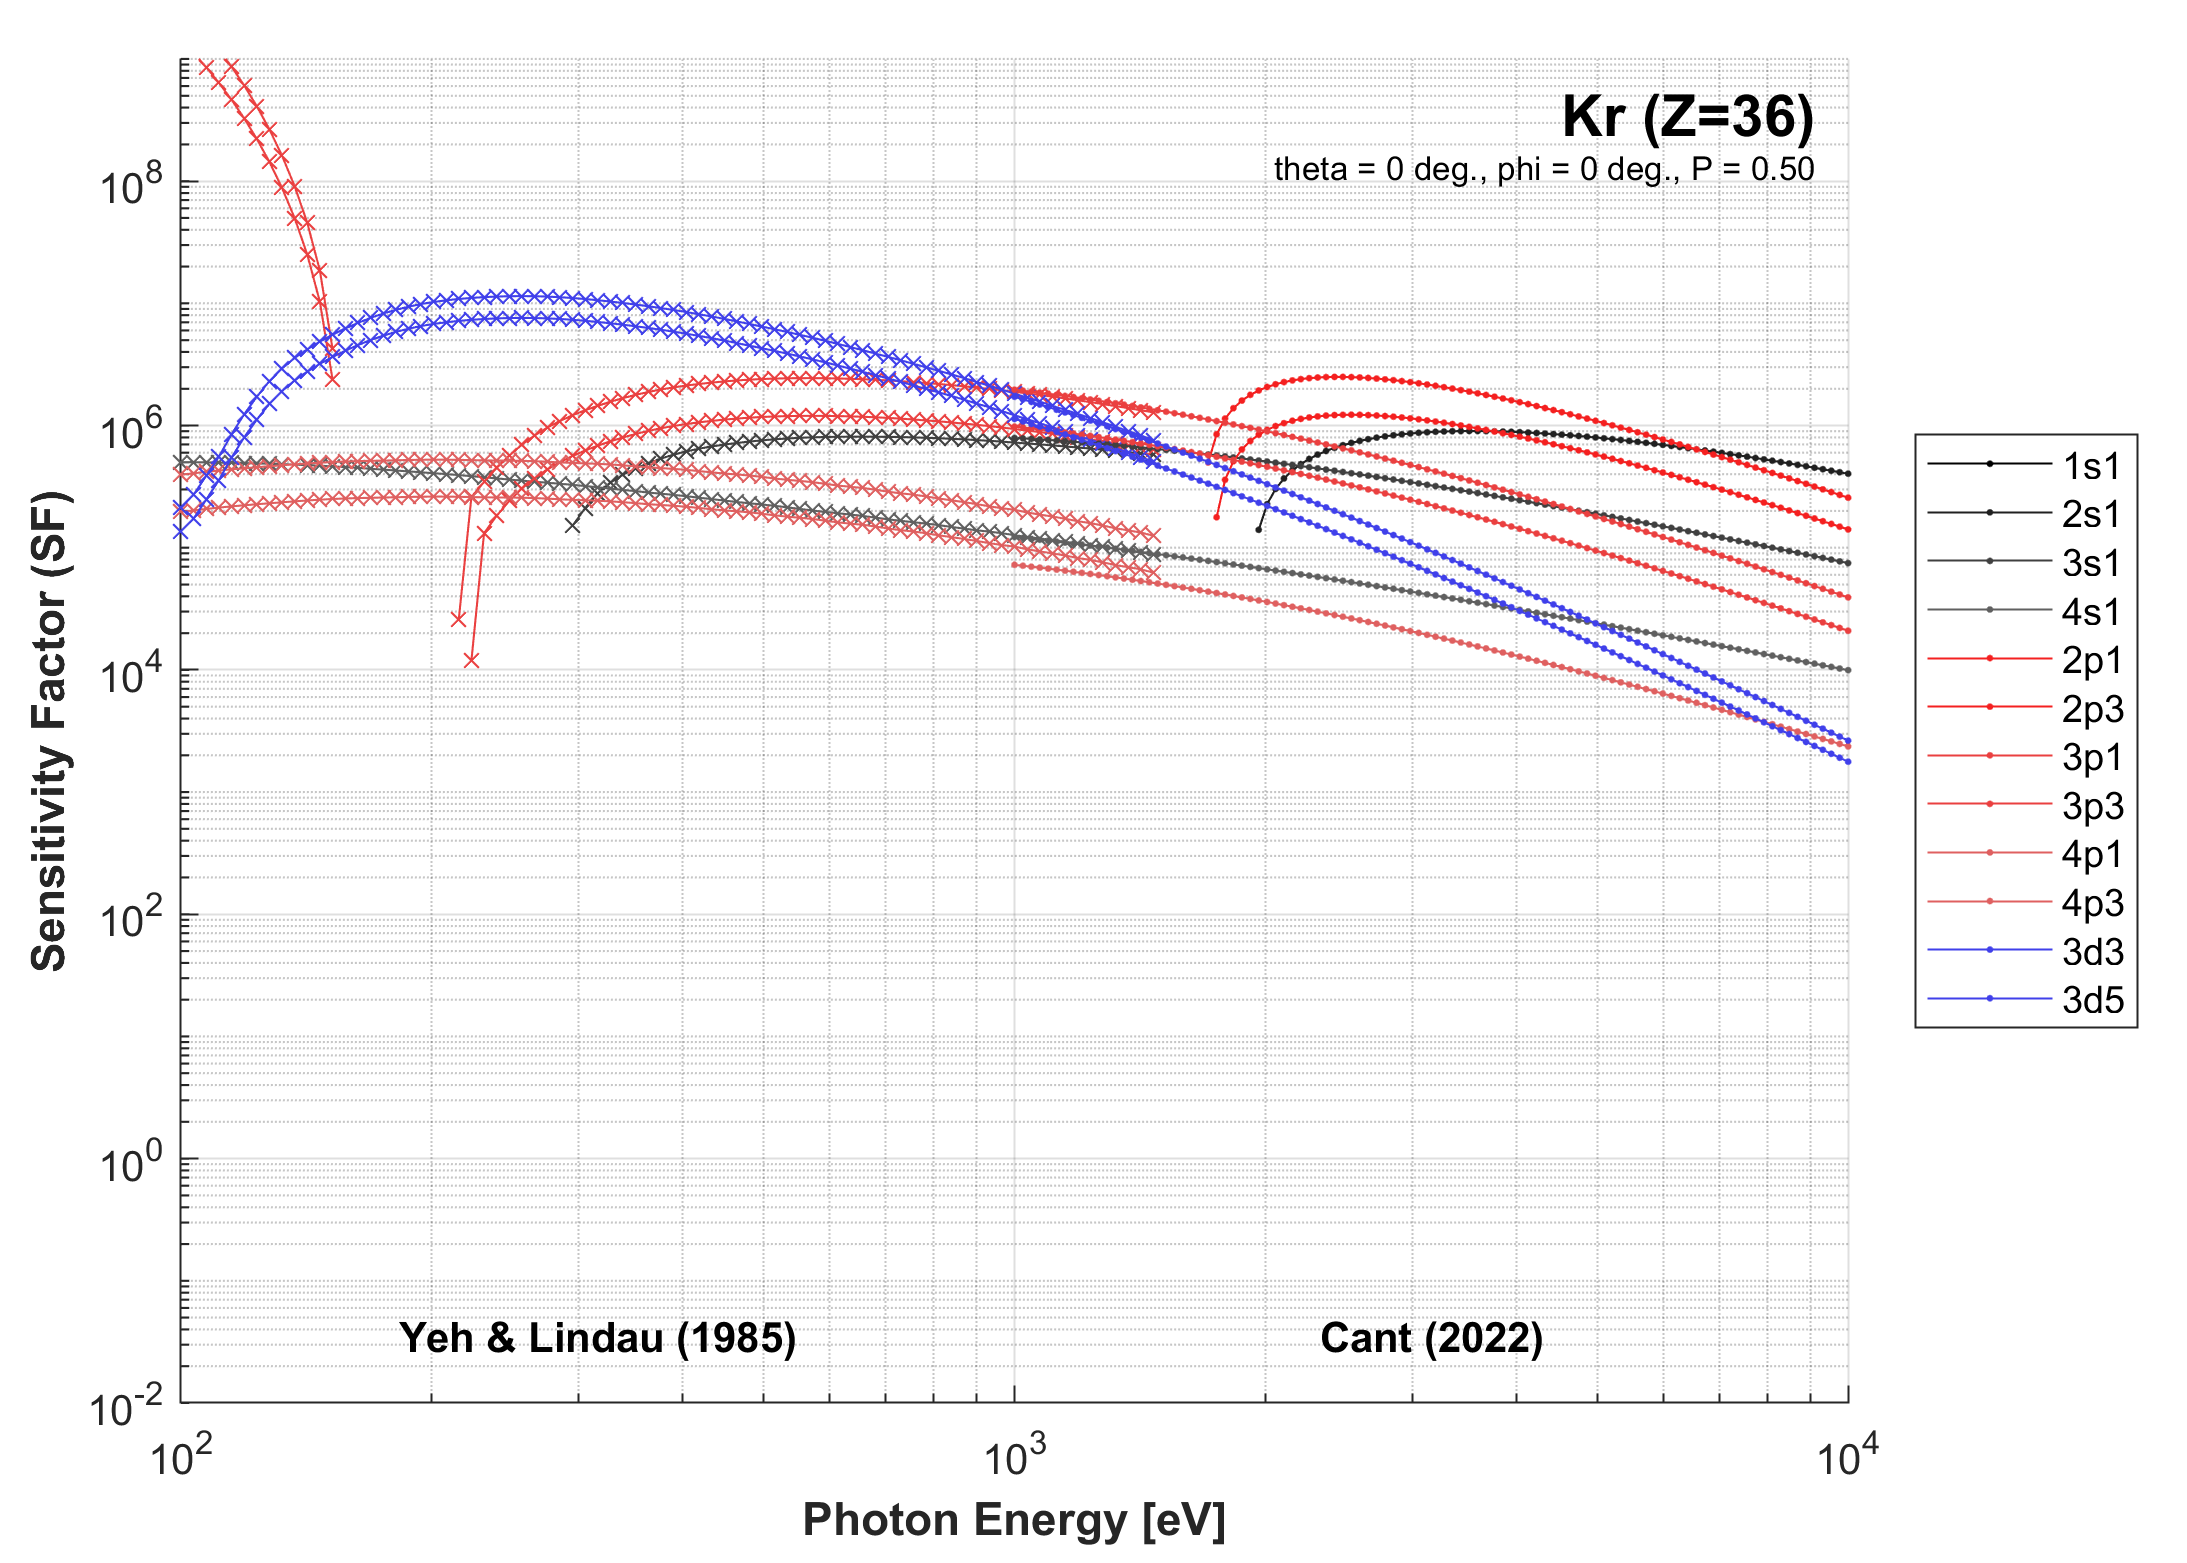 Kr (Z=36)
theta = 0 deg., phi = 0 deg., P = 0.50
10^8
10^6
10^4
10^2
10^0
10^-2
Sensitivity Factor (SF)
Yeh & Lindau (1985)
Cant (2022)
10^2
10^3
10^4
Photon Energy [eV]
1s1
2s1
3s1
4s1
2p1
2p3
3p1
3p3
4p1
4p3
3d3
3d5